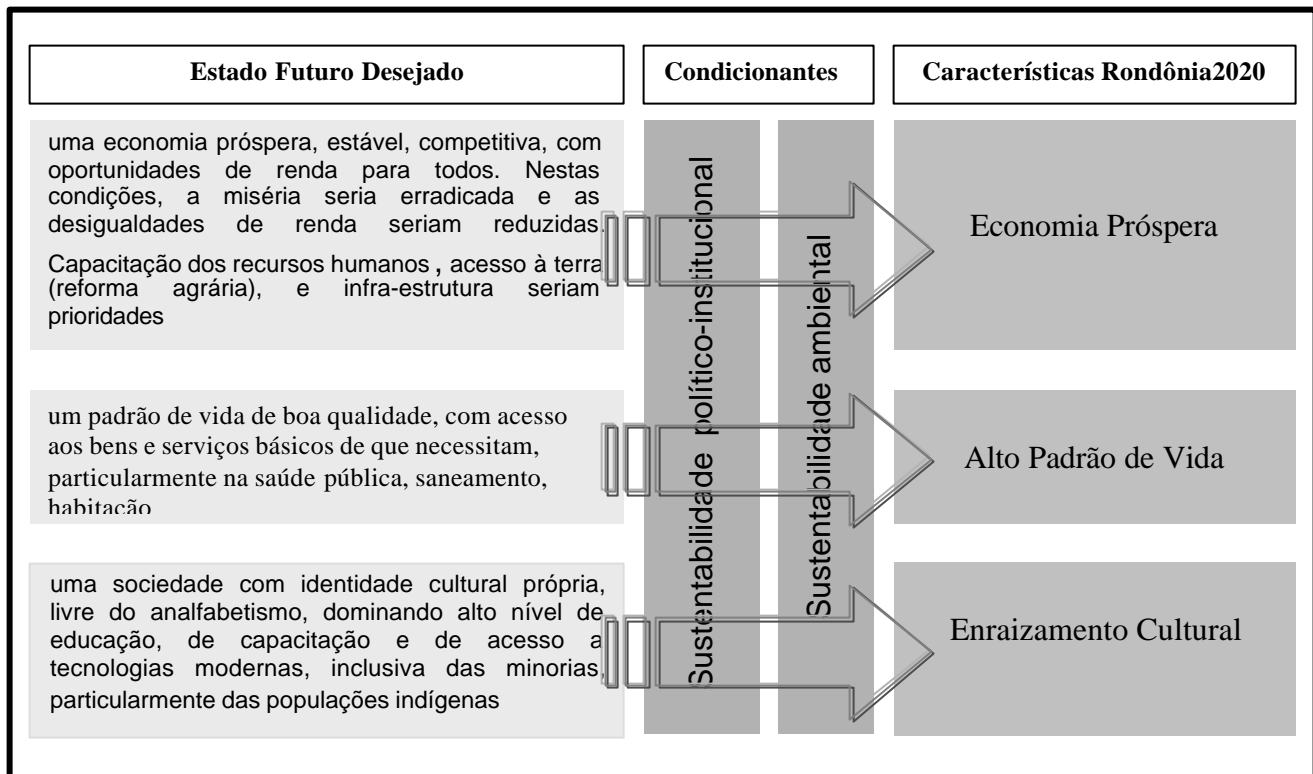 Estado Futuro Desejado
Condicionantes
Características Rondônia2020
uma economia próspera, estável, competitiva, com
oportunidades de renda para todos. Nestas
condições, a miséria seria erradicada e as
desigualdades de renda seriam reduzidas.
Capacitação dos recursos humanos , acesso à terra
(reforma agrária), e infra-estrutura seriam
prioridades
um padrão de vida de boa qualidade, com acesso
aos bens e serviços básicos de que necessitam,
particularmente na saúde pública, saneamento,
habitação
uma sociedade com identidade cultural própria,
livre do analfabetismo, dominando alto nível de
educação, de capacitação e de acesso a
tecnologias modernas, inclusiva das minorias,
particularmente das populações indígenas
Sustentabilidade político-institucional
Sustentabilidade ambiental
Economia Próspera
Alto Padrão de Vida
Enraizamento Cultural